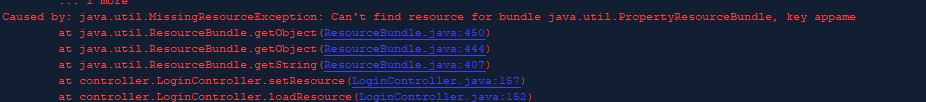 ... 1 more
Caused by: java.util.MissingResourceException: Can't find resource for bundle java.util.PropertyResourceBundle, key appame
at java.util.ResourceBundle.getObject(ResourceBundle.java:450)
at java.util.ResourceBundle.getObject(ResourceBundle.java:444)
at java.util.ResourceBundle.getString(ResourceBundle.java:407)
at controller.LoginController.setResource(LoginController.java:157)
at controller.LoginController.loadResource(LoginController.java:152)